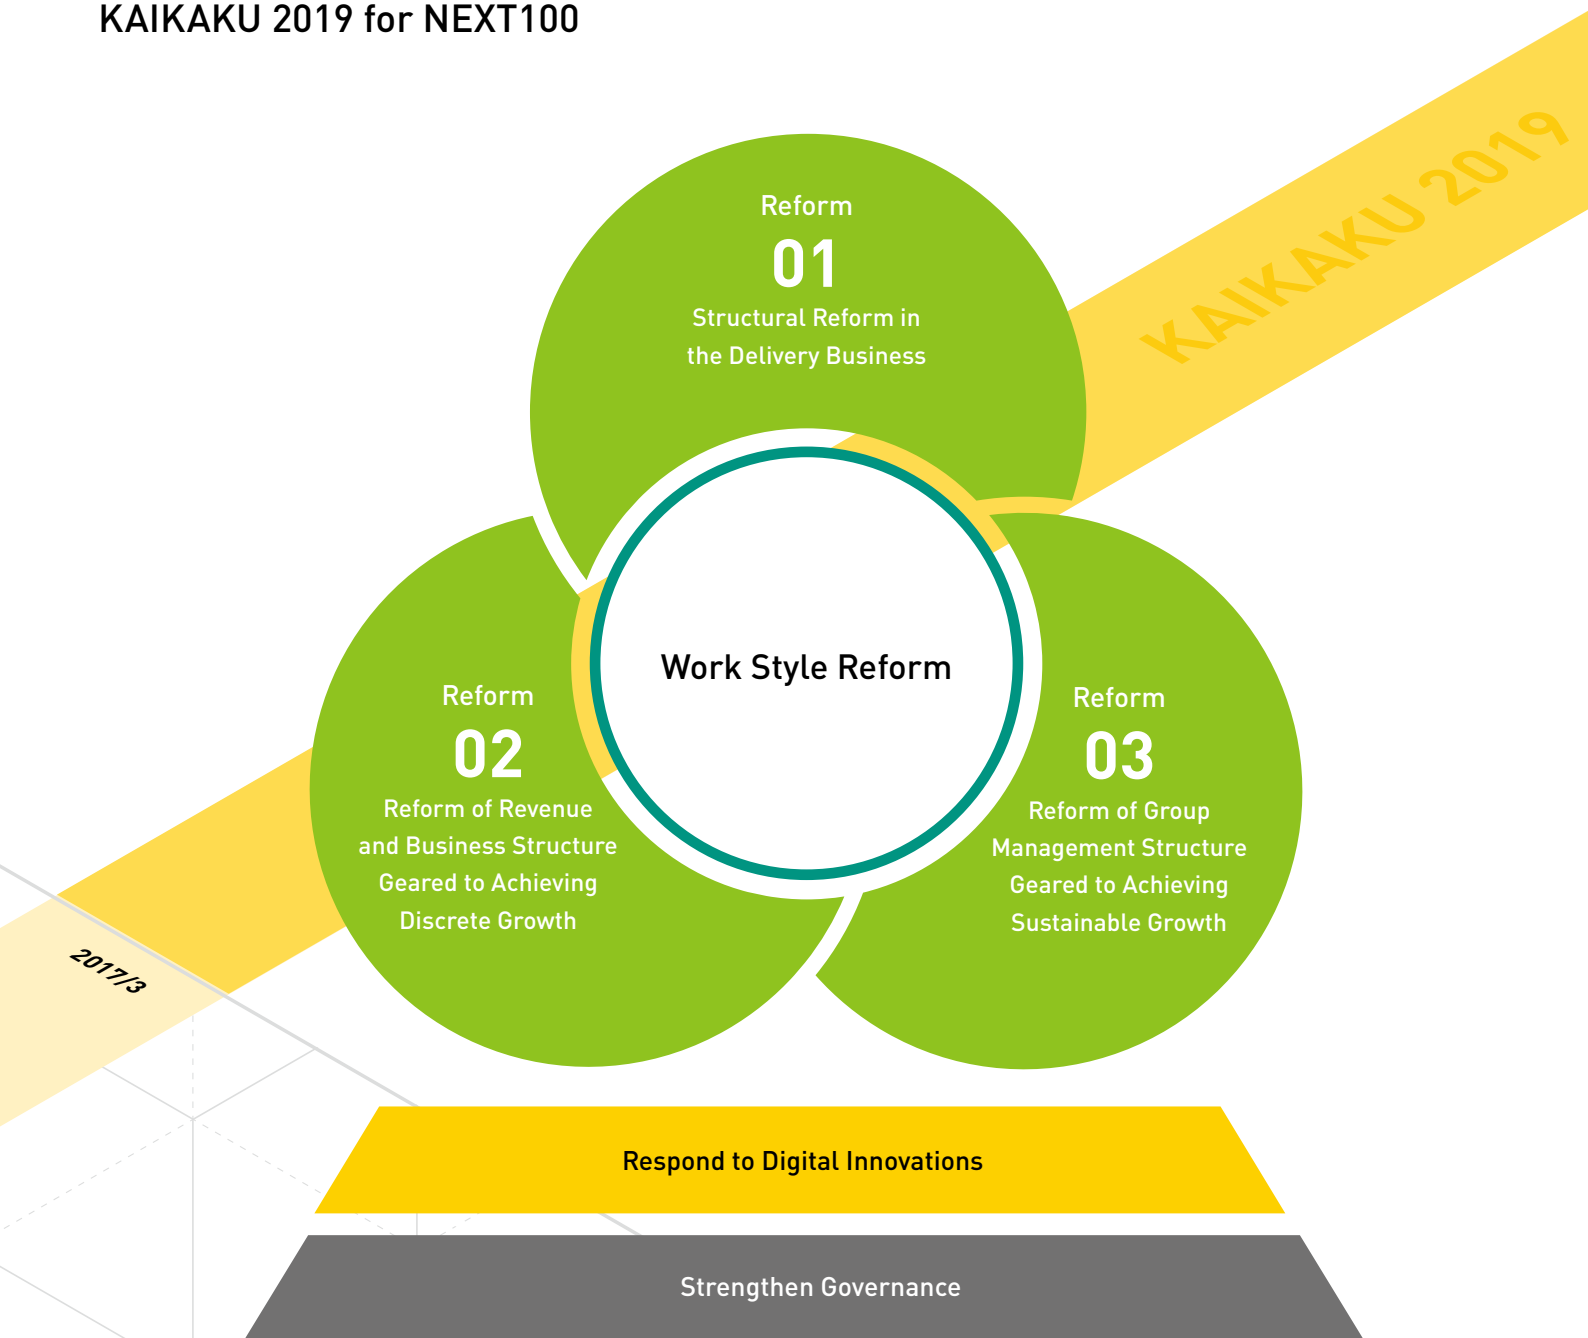 KAIKAKU 2019 for NEXT100
KAIKAKU 2019
Reform
01
Structural Reform in
the Delivery Business
Work Style Reform
Reform
02
Reform of Revenue
and Business Structure
Geared to Achieving
Discrete Growth
Reform
03
Reform of Group
Management Structure
Geared to Achieving
Sustainable Growth
2017/3
Respond to Digital Innovations
Strengthen Governance